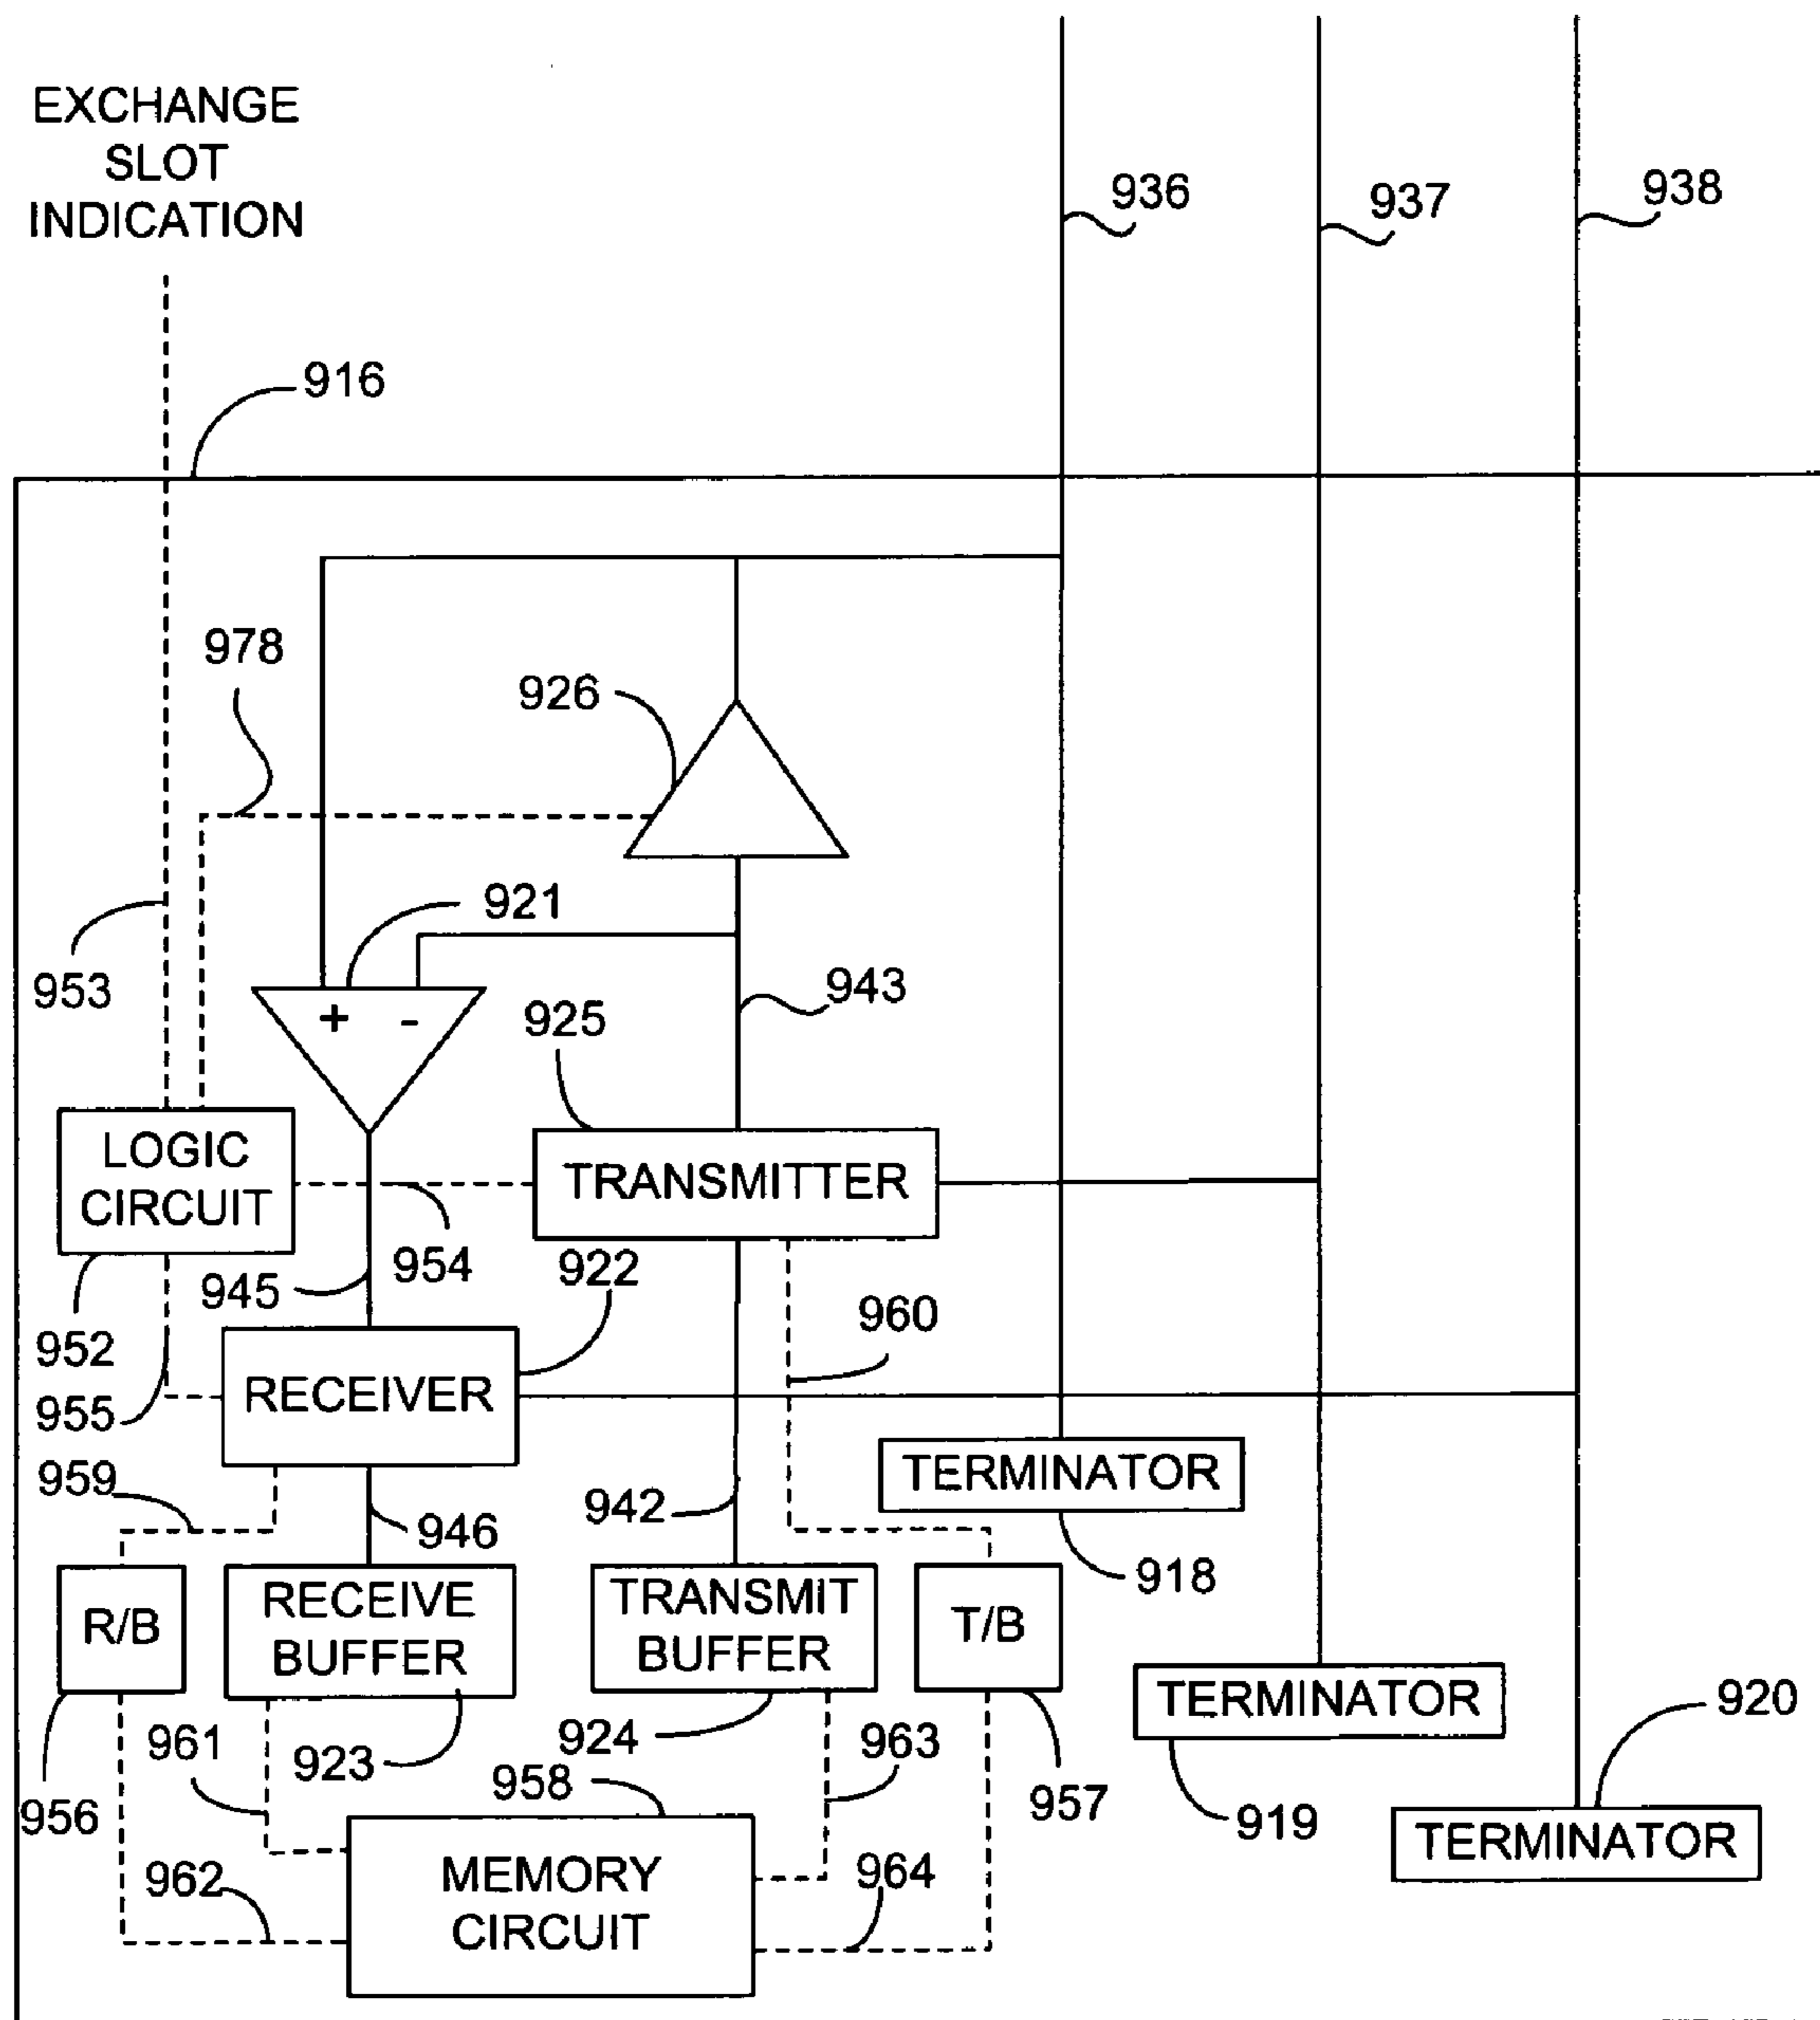 EXCHANGE
SLOT
INDICATION
936
937
938
916
978
926
921
953
943
925
+ -
LOGIC
CIRCUIT
TRANSMITTER
954
922
945
952
960
RECEIVER
955
959
TERMINATOR
946
942
918
R/B
RECEIVE
BUFFER
TRANSMIT
BUFFER
T/B
TERMINATOR
920
961
923
924
963
958
957
956
919
TERMINATOR
962
MEMORY
CIRCUIT
964